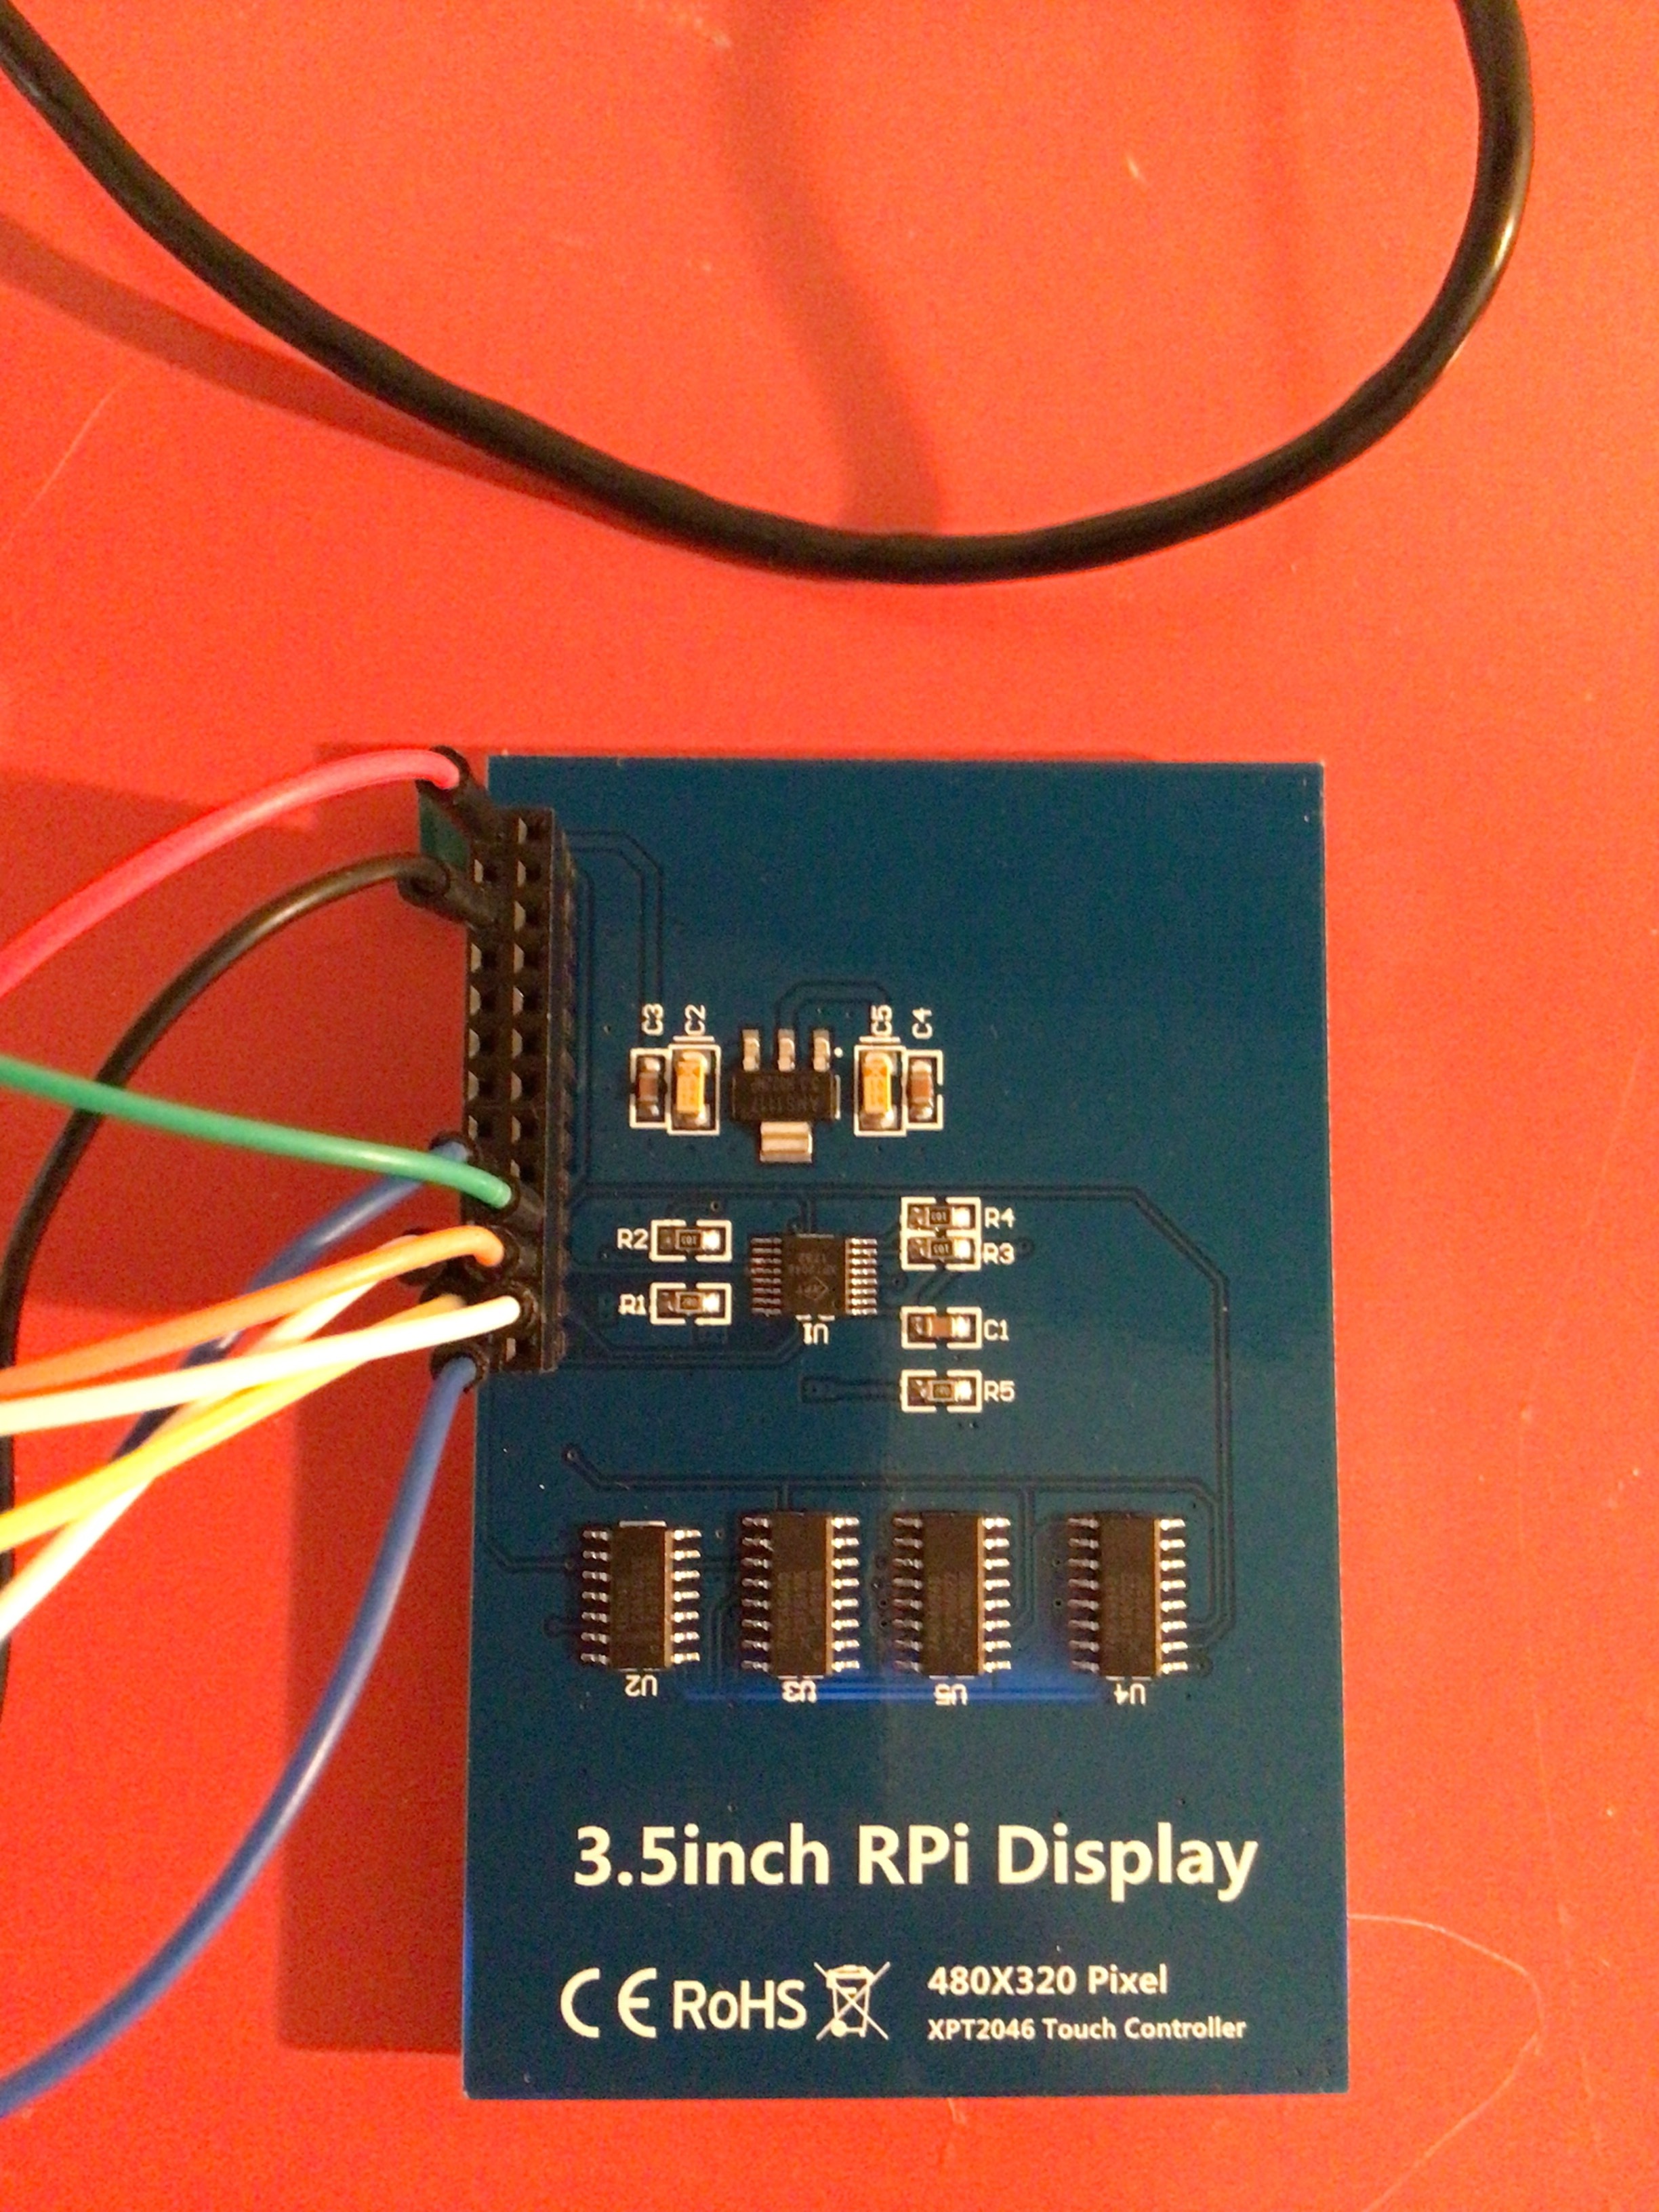 C3 C2 C5 C4
AMS1117
R4
R2
R3
R1
U1
C1
R5
U2 U3 U5 U4
3.5inch RPi Display
CE RoHS 480X320 Pixel
XPT2046 Touch Controller